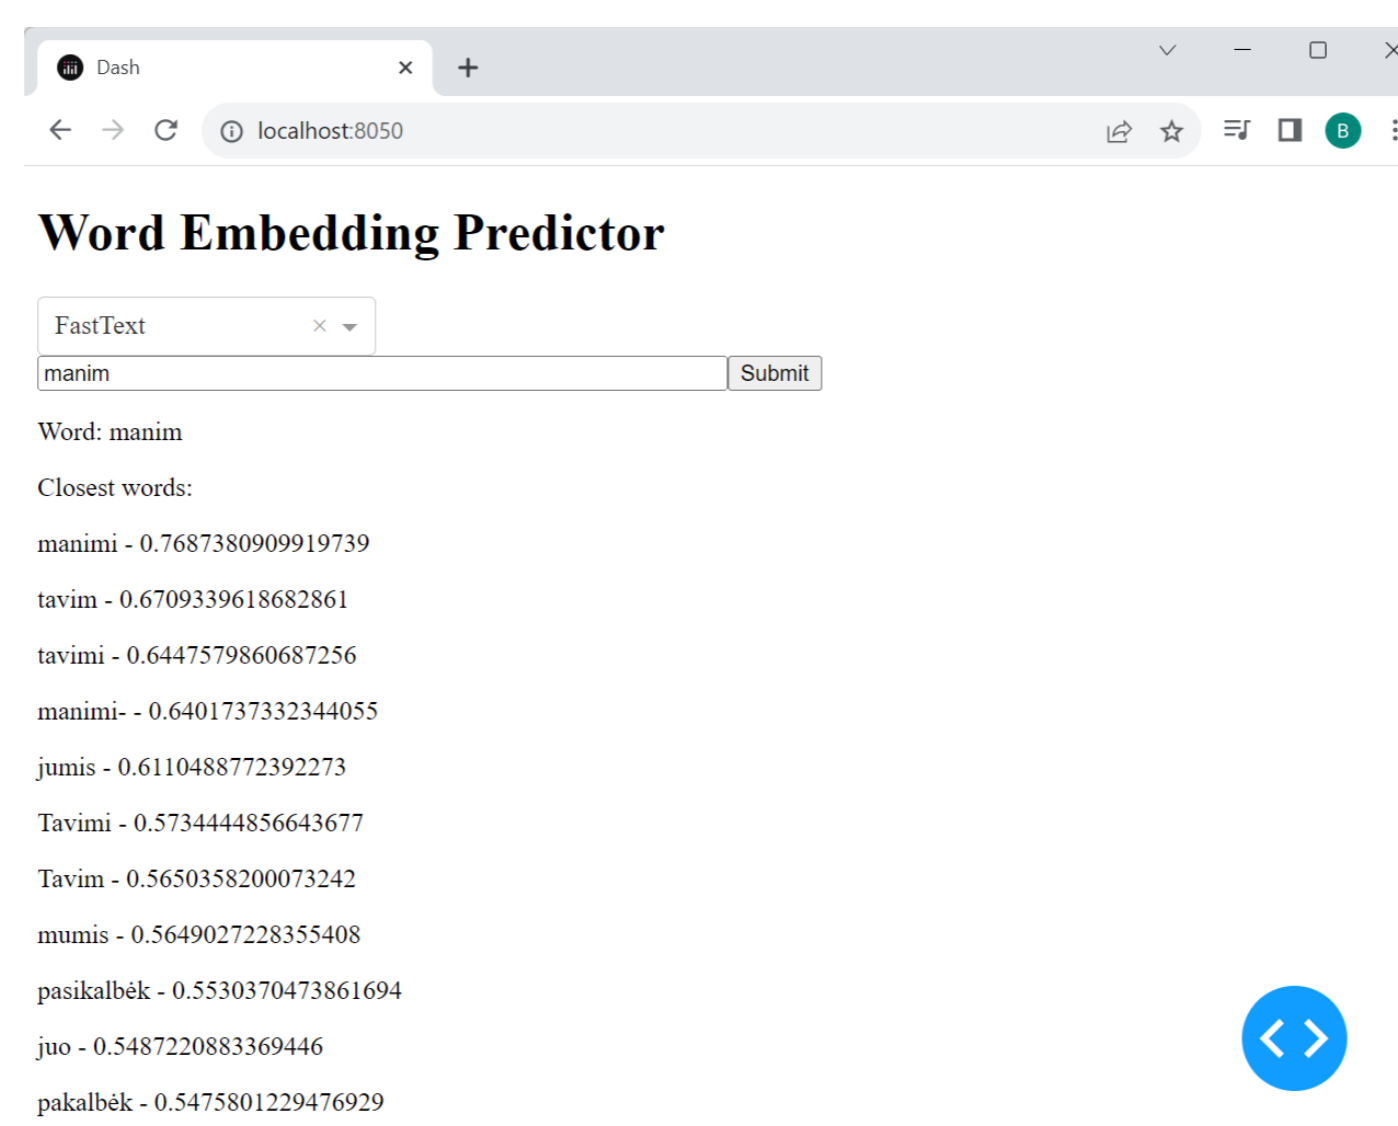 Dash
localhost:8050
B
Word Embedding Predictor
FastText
manim
Submit
Word: manim
Closest words:
manimi - 0.7687380909919739
tavim - 0.6709339618682861
tavimi - 0.6447579860687256
manimi- - 0.6401737332344055
jumis - 0.6110488772392273
Tavimi - 0.5734444856643677
Tavim - 0.5650358200073242
mumis - 0.5649027228355408
pasikalbėk - 0.5530370473861694
juo - 0.5487220883369446
pakalbėk - 0.5475801229476929